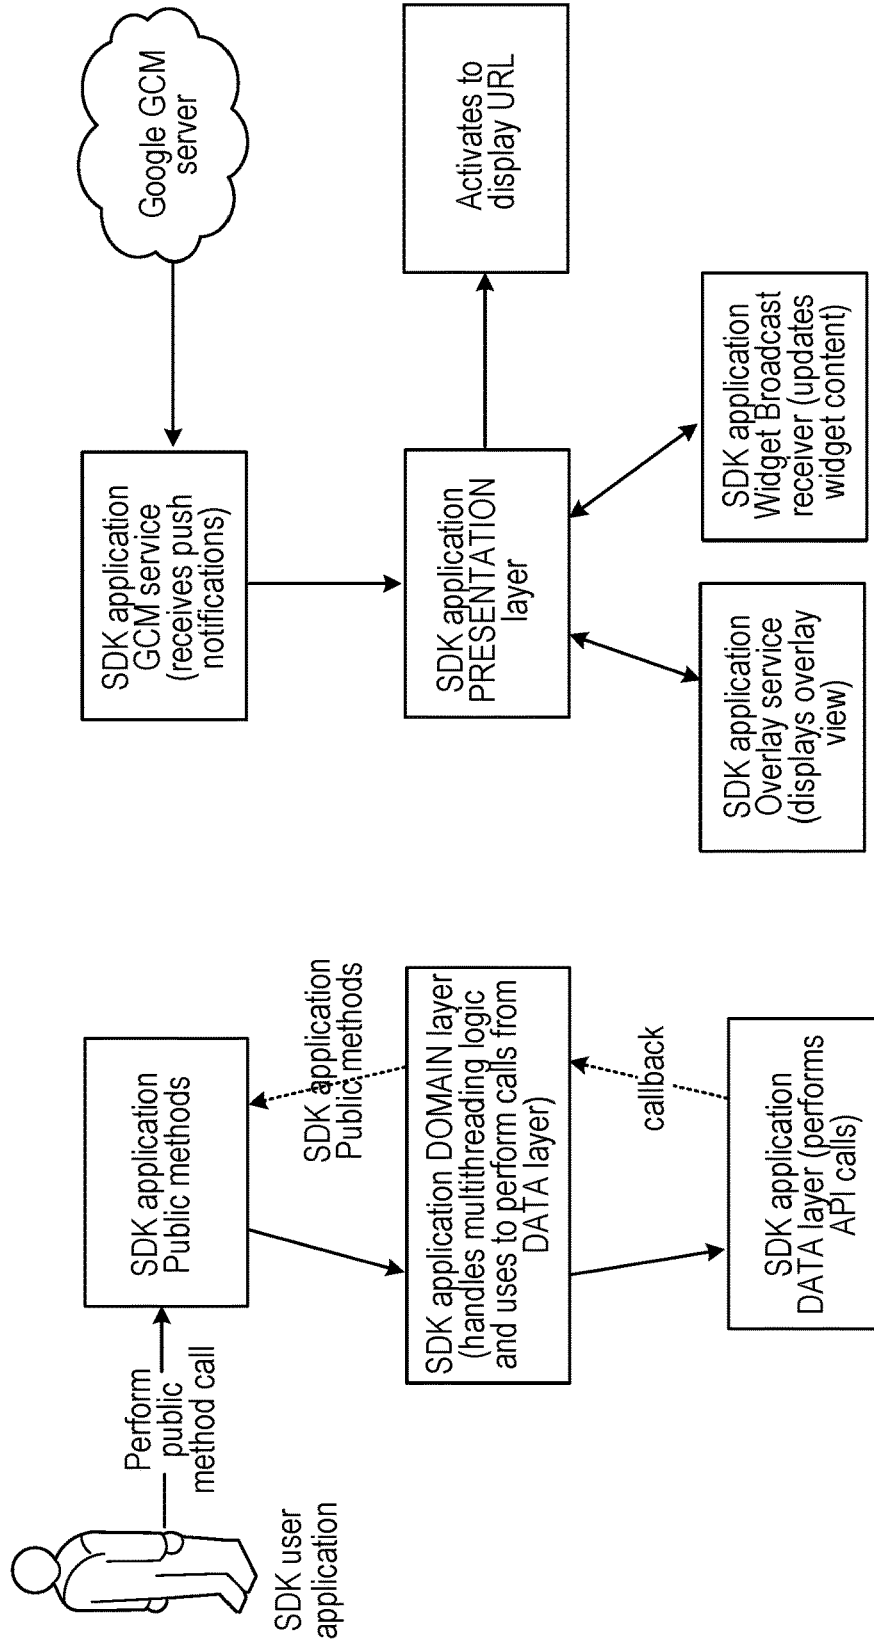 SDK user
application
Perform
public
method call
SDK application
Public methods
SDK application
Public methods
SDK application DOMAIN layer
(handles multithreading logic
and uses to perform calls from
DATA layer)
callback
SDK application
DATA layer (performs
API calls)
Google GCM
server
SDK application
GCM service
(receives push
notifications)
SDK application
PRESENTATION
layer
Activates to
display URL
SDK application
Overlay service
(displays overlay
view)
SDK application
Widget Broadcast
receiver (updates
widget content)